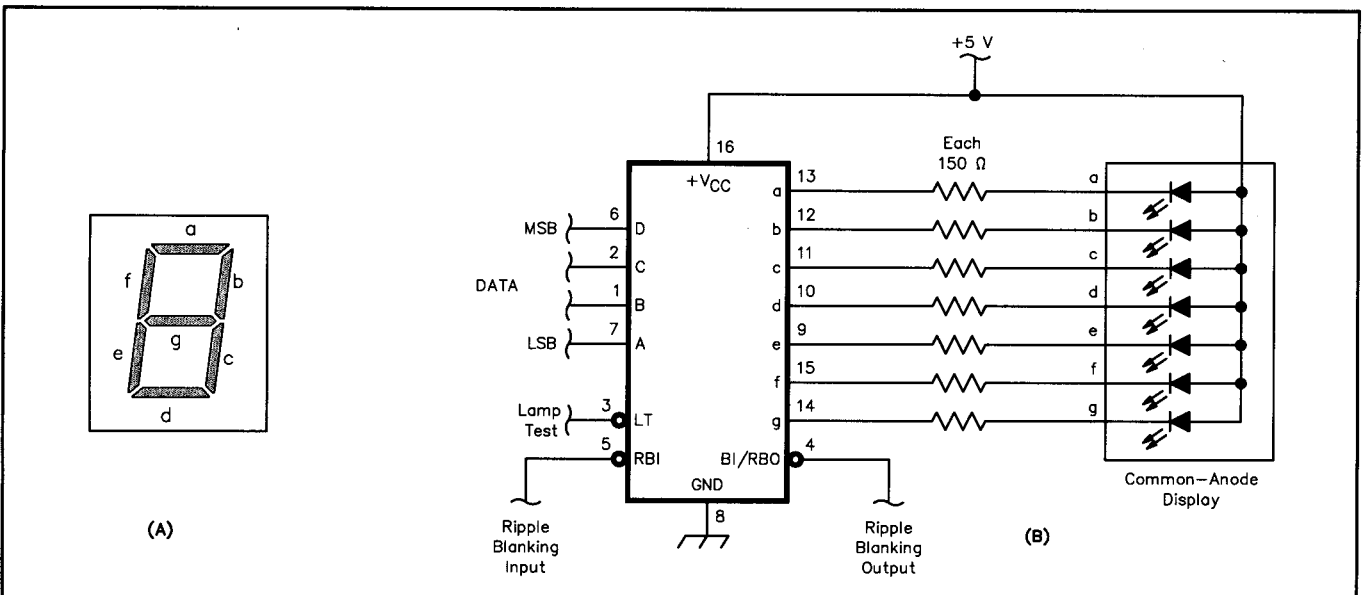 +5 V
a
f
b
g
e
c
d
(A)
MSB
DATA
LSB
Lamp
Test
Ripple
Blanking
Input
6
2
1
7
3
5
16
+VCC
D
C
B
A
LT
RBI
GND
8
a
b
c
d
e
f
g
BI/RBO
13
12
11
10
9
15
14
4
Each
150 Ω
a
b
c
d
e
f
g
Common-Anode
Display
Ripple
Blanking
Output
(B)